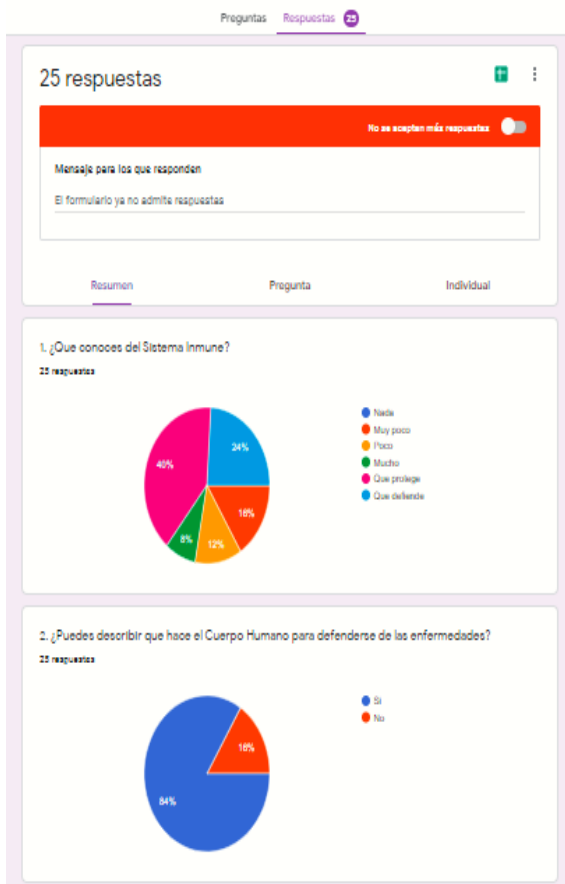 Preguntas Respuestas 25
25 respuestas
No se aceptan más respuestas
Mensaje para los que responden
El formulario ya no admite respuestas
Resumen Pregunta Individual
1. ¿Que conoces del Sistema Inmune?
25 respuestas
Nada
Muy poco
Poco
Mucho
Que protege
Que defiende
24%
40%
16%
8%
12%
2. ¿Puedes describir que hace el Cuerpo Humano para defenderse de las enfermedades?
25 respuestas
Si
No
16%
84%